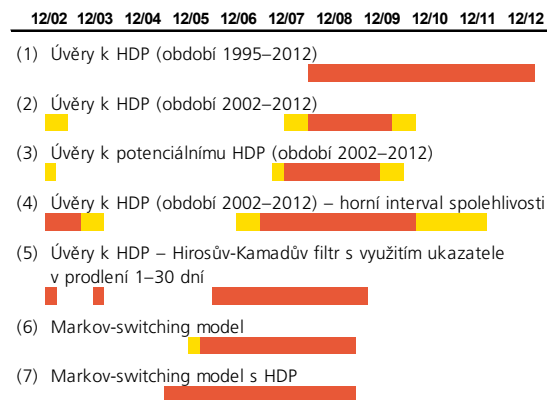 12/02 12/03 12/04 12/05 12/06 12/07 12/08 12/09 12/10 12/11 12/12
(1) Úvěry k HDP (období 1995–2012)
(2) Úvěry k HDP (období 2002–2012)
(3) Úvěry k potenciálnímu HDP (období 2002–2012)
(4) Úvěry k HDP (období 2002–2012) – horní interval spolehlivosti
(5) Úvěry k HDP – Hirosův-Kamadův filtr s využitím ukazatele
v prodlení 1–30 dní
(6) Markov-switching model
(7) Markov-switching model s HDP